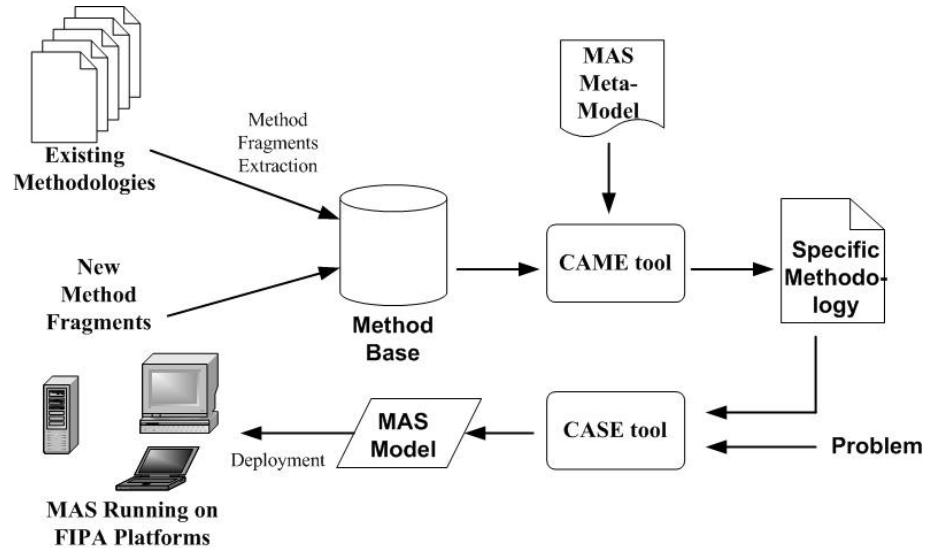 MAS
Meta-
Model
Method
Fragments
Extraction
Existing
Methodologies
CAME tool
Specific
Methodo-
logy
New
Method
Fragments
Method
Base
MAS
Model
CASE tool
Problem
Deployment
MAS Running on
FIPA Platforms